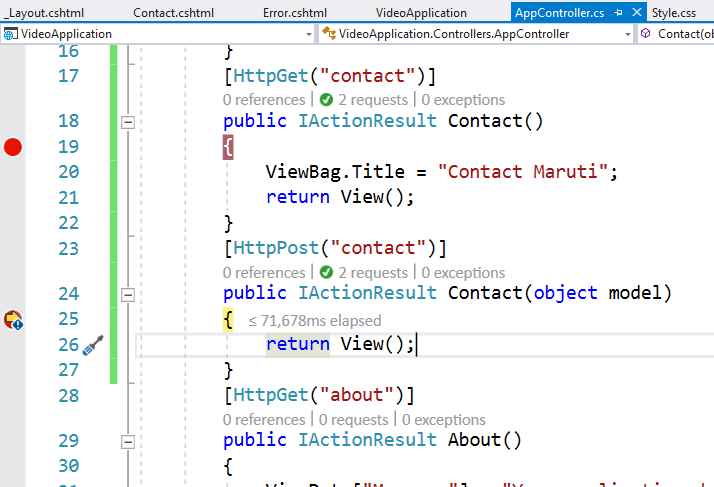 _Layout.cshtml Contact.cshtml Error.cshtml VideoApplication AppController.cs Style.css
VideoApplication VideoApplication.Controllers.AppController Contact(ob
16 }
17 [HttpGet("contact")]
0 references | 2 requests | 0 exceptions
18 public IActionResult Contact()
19 {
20 ViewBag.Title = "Contact Maruti";
21 return View();
22 }
23 [HttpPost("contact")]
0 references | 2 requests | 0 exceptions
24 public IActionResult Contact(object model)
25 { ≤ 71,678ms elapsed
26 return View();
27 }
28 [HttpGet("about")]
0 references | 0 requests | 0 exceptions
29 public IActionResult About()
30 {